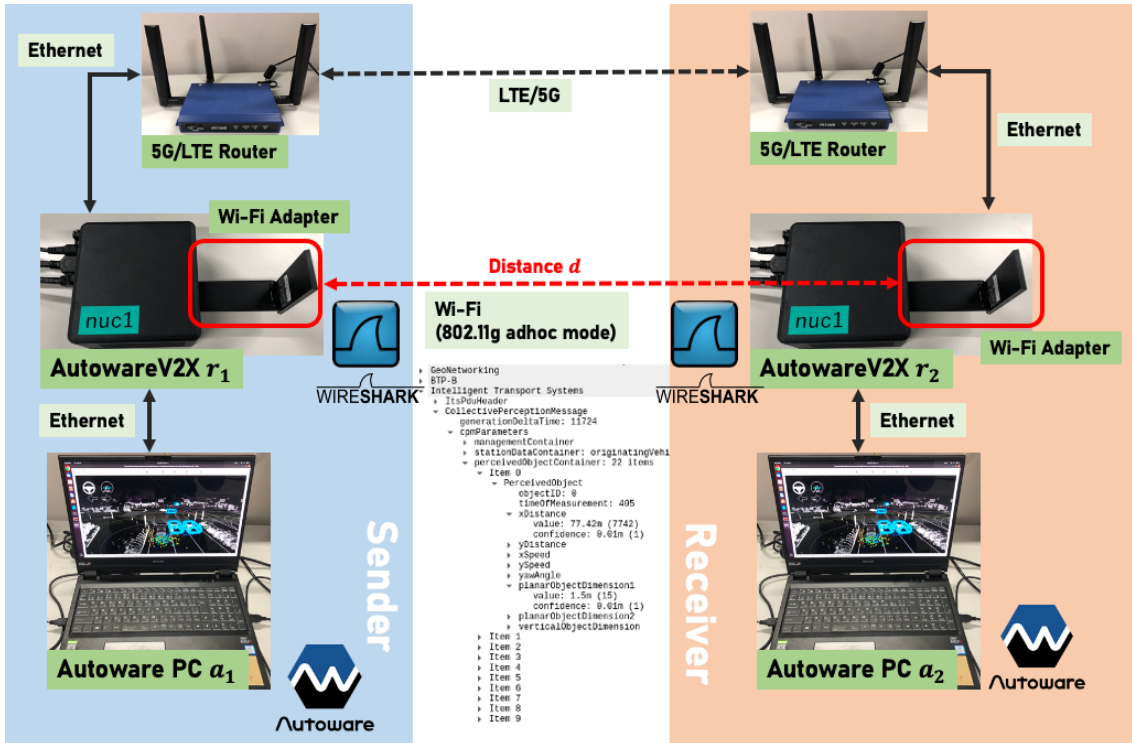 Ethernet
5G/LTE Router
LTE/5G
5G/LTE Router
Ethernet
Wi-Fi Adapter
nuc1
AutowareV2X r₁
Distance d
Wi-Fi
(802.11g adhoc mode)
nuc1
Wi-Fi Adapter
AutowareV2X r₂
WIRESHARK
WIRESHARK
Ethernet
Ethernet
GeoNetworking
BTP-B
Intelligent Transport Systems
ItsPduHeader
CollectivePerceptionMessage
generationDeltaTime: 11724
cpmParameters
managementContainer
stationDataContainer: originatingVehi
perceivedObjectContainer: 22 items
Item 0
PerceivedObject
objectID: 0
timeOfMeasurement: 405
xDistance
value: 77.42m (7742)
confidence: 0.01m (1)
yDistance
xSpeed
ySpeed
yawAngle
planarObjectDimension1
value: 1.5m (15)
confidence: 0.01m (1)
planarObjectDimension2
verticalObjectDimension
Item 1
Item 2
Item 3
Item 4
Item 5
Item 6
Item 7
Item 8
Item 9
Sender
Receiver
Autoware PC a₁
Autoware
Autoware PC a₂
Autoware